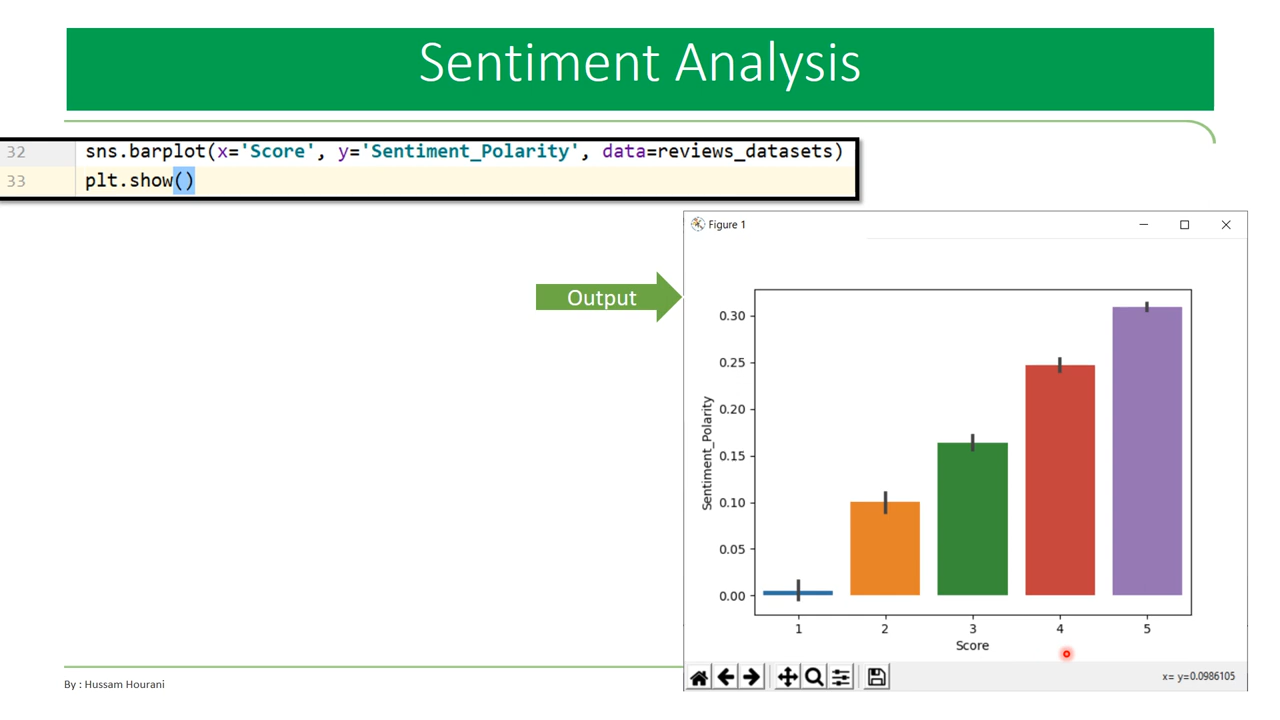 Sentiment Analysis
32 sns.barplot(x='Score', y='Sentiment_Polarity', data=reviews_datasets)
33 plt.show()
Figure 1
Output
Sentiment_Polarity
0.30
0.25
0.20
0.15
0.10
0.05
0.00
1 2 3 4 5
Score
x= y=0.0986105
By : Hussam Hourani